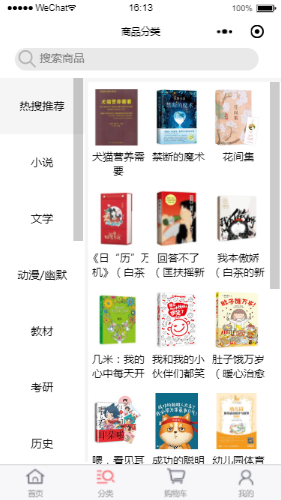 WeChat
16:13
100%
商品分类
搜索商品
热搜推荐
小说
文学
动漫/幽默
教材
考研
历史
犬猫营养需
要
禁断的魔术
花间集
《日“历”万
机》（白茶
回答不了
（匡扶摇新
我本傲娇
（白茶的新
几米：我的
心中每天开
我和我的小
伙伴们都笑
肚子饿万岁
（暖心治愈
喂，看见耳
成功的聪明
幼儿园体育
首页
分类
购物车
我的